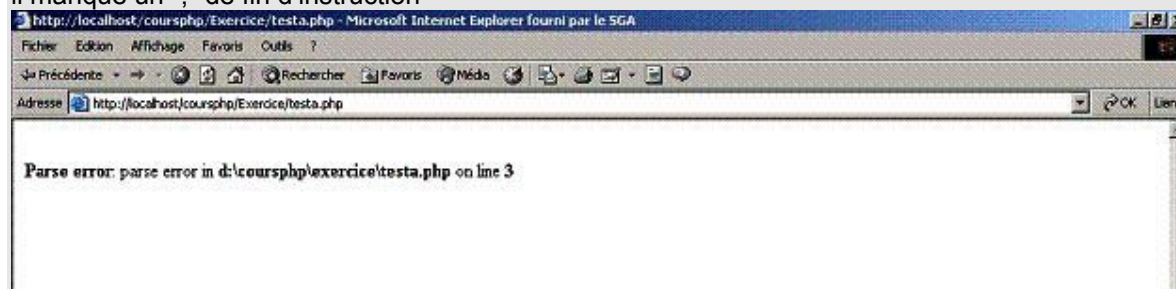 il manque un ";" de fin d'instruction
http://localhost/coursphp/Exercice/testa.php - Microsoft Internet Explorer fourni par le SGA
Fichier Edition Affichage Favoris Outils ?
Précédente Rechercher Favoris Média
Adresse http://localhost/coursphp/Exercice/testa.php OK Lien
Parse error: parse error in d:\coursphp\exercice\testa.php on line 3